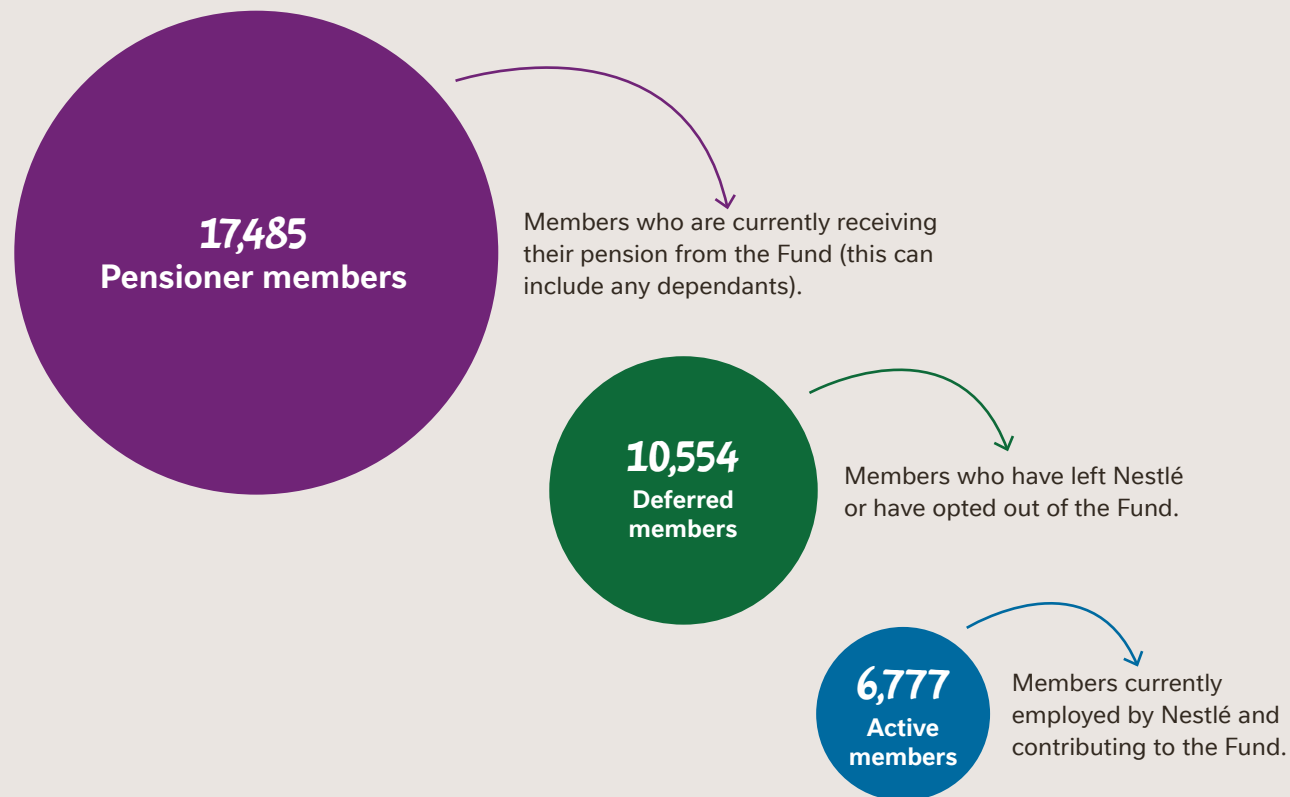 17,485
Pensioner members
Members who are currently receiving
their pension from the Fund (this can
include any dependants).
10,554
Deferred
members
Members who have left Nestlé
or have opted out of the Fund.
6,777
Active
members
Members currently
employed by Nestlé and
contributing to the Fund.